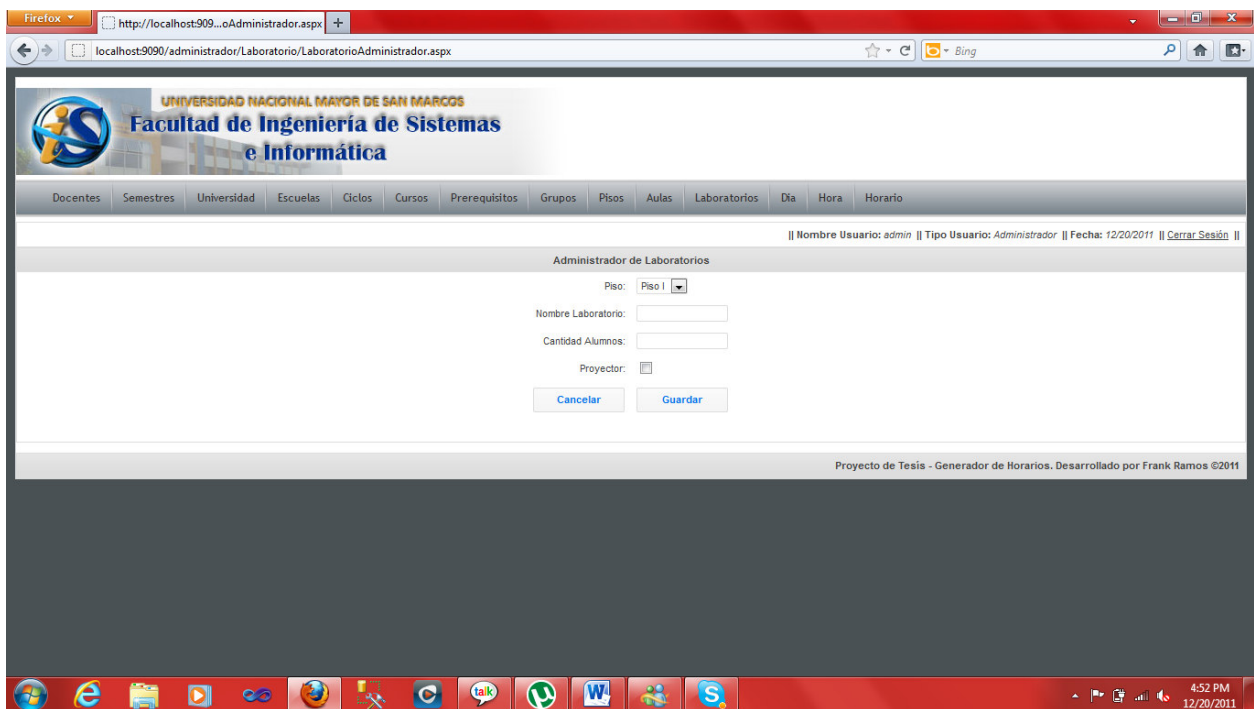 Firefox
http://localhost:909...oAdministrador.aspx
localhost:9090/administrador/Laboratorio/LaboratorioAdministrador.aspx
Bing
UNIVERSIDAD NACIONAL MAYOR DE SAN MARCOS
Facultad de Ingeniería de Sistemas
e Informática
Docentes Semestres Universidad Escuelas Ciclos Cursos Prerequisitos Grupos Pisos Aulas Laboratorios Dia Hora Horario
|| Nombre Usuario: admin || Tipo Usuario: Administrador || Fecha: 12/20/2011 || Cerrar Sesión ||
Administrador de Laboratorios
Piso: Piso I
Nombre Laboratorio:
Cantidad Alumnos:
Proyector:
Cancelar Guardar
Proyecto de Tesis - Generador de Horarios. Desarrollado por Frank Ramos ©2011
talk
4:52 PM
12/20/2011